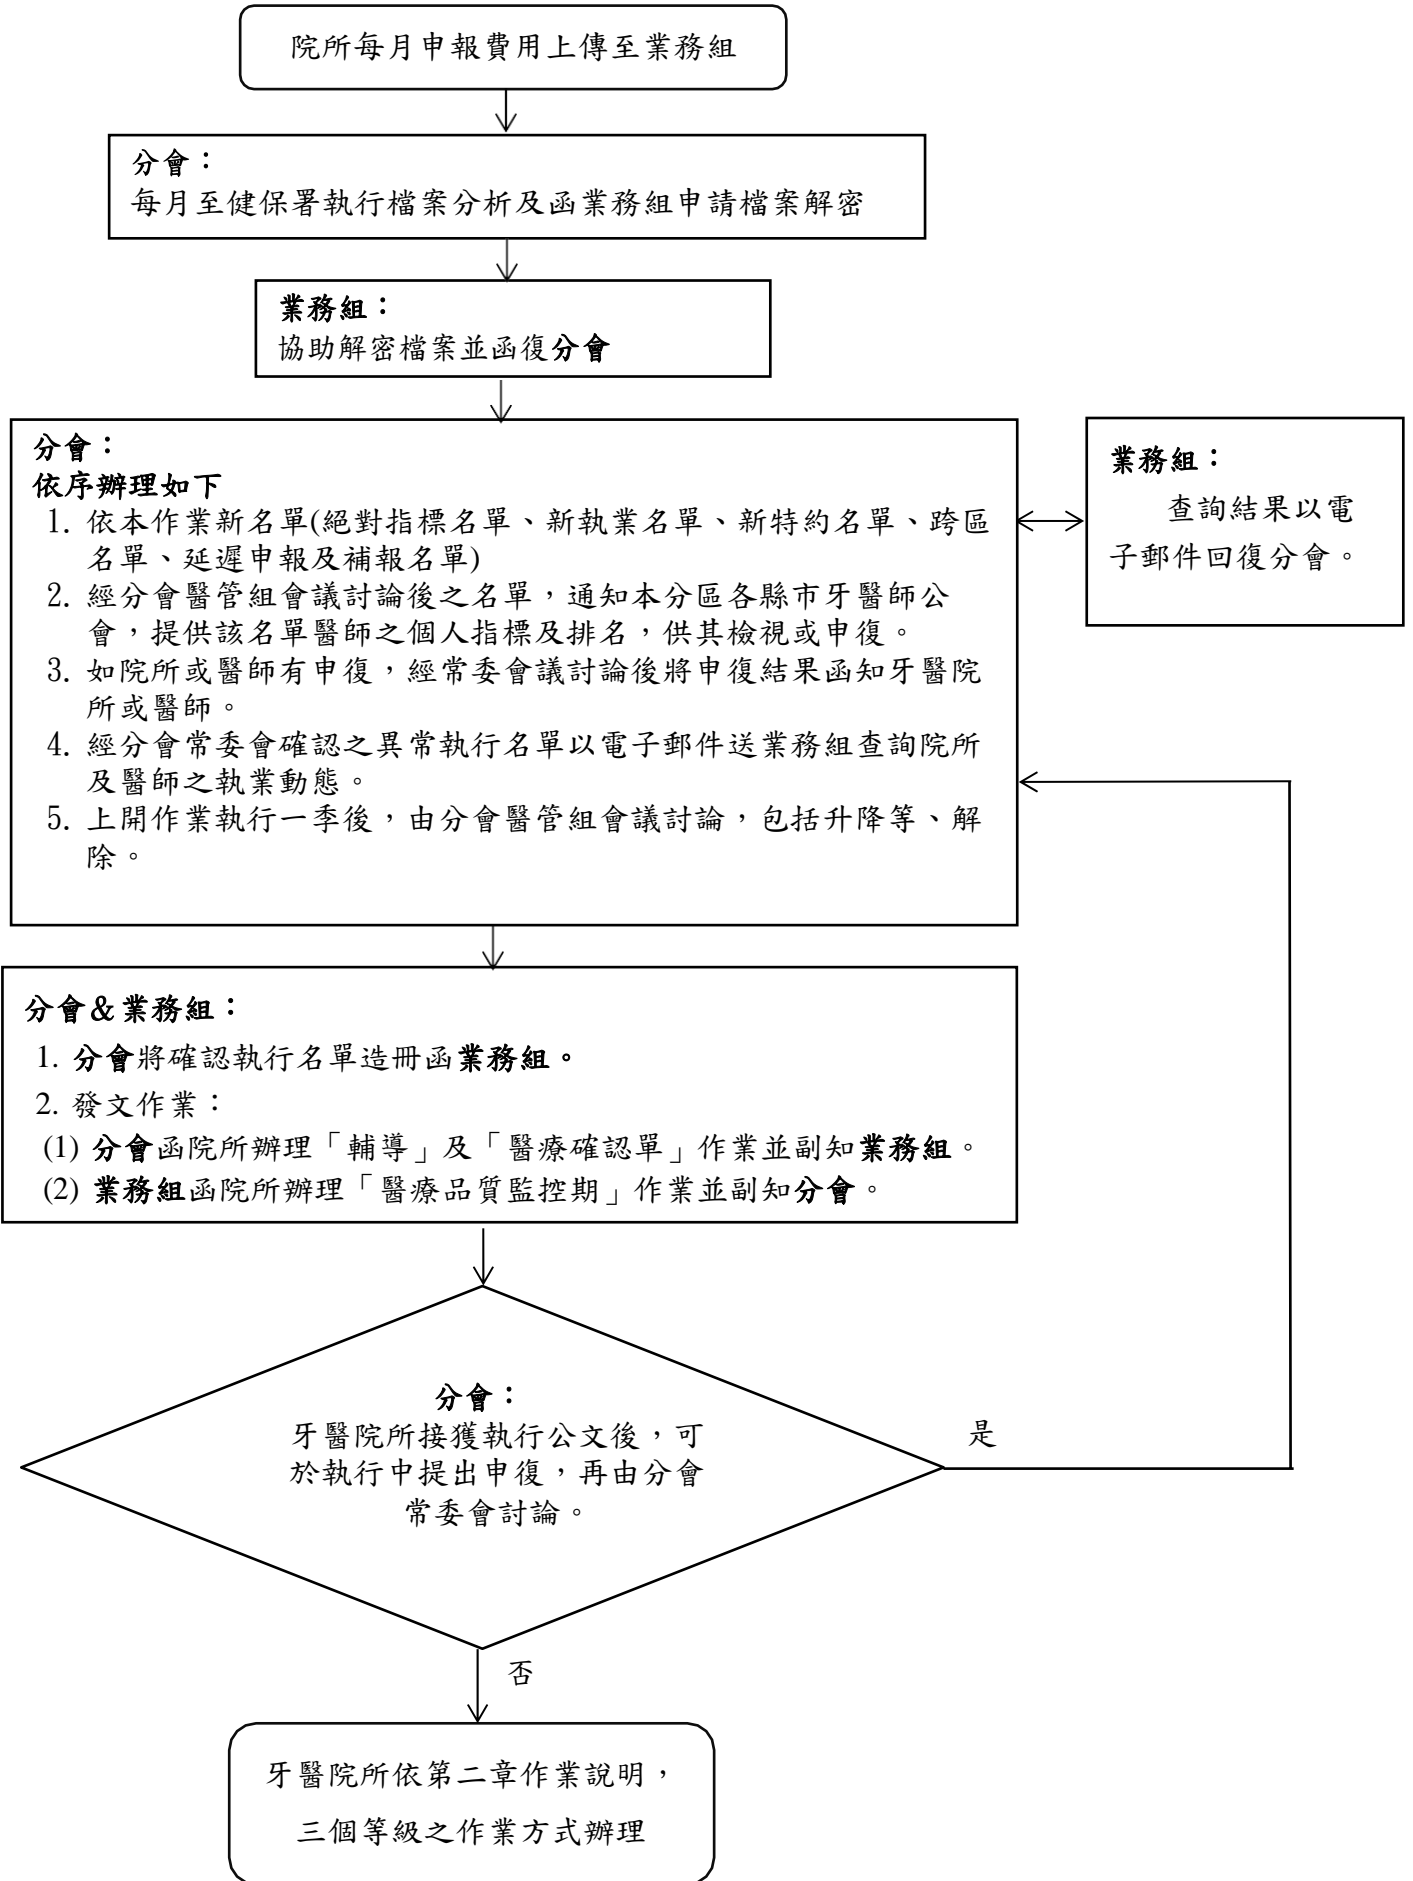 院所每月申報費用上傳至業務組
分會：
每月至健保署執行檔案分析及函業務組申請檔案解密
業務組：
協助解密檔案並函復分會
分會：
依序辦理如下
1. 依本作業新名單(絕對指標名單、新執業名單、新特約名單、跨區
名單、延遲申報及補報名單)
2. 經分會醫管組會議討論後之名單，通知本分區各縣市牙醫師公
會，提供該名單醫師之個人指標及排名，供其檢視或申復。
3. 如院所或醫師有申復，經常委會議討論後將申復結果函知牙醫院
所或醫師。
4. 經分會常委會確認之異常執行名單以電子郵件送業務組查詢院所
及醫師之執業動態。
5. 上開作業執行一季後，由分會醫管組會議討論，包括升降等、解
除。
業務組：
查詢結果以電
子郵件回復分會。
分會&業務組：
1. 分會將確認執行名單造冊函業務組。
2. 發文作業：
(1) 分會函院所辦理「輔導」及「醫療確認單」作業並副知業務組。
(2) 業務組函院所辦理「醫療品質監控期」作業並副知分會。
分會：
牙醫院所接獲執行公文後，可
於執行中提出申復，再由分會
常委會討論。
是
否
牙醫院所依第二章作業說明，
三個等級之作業方式辦理